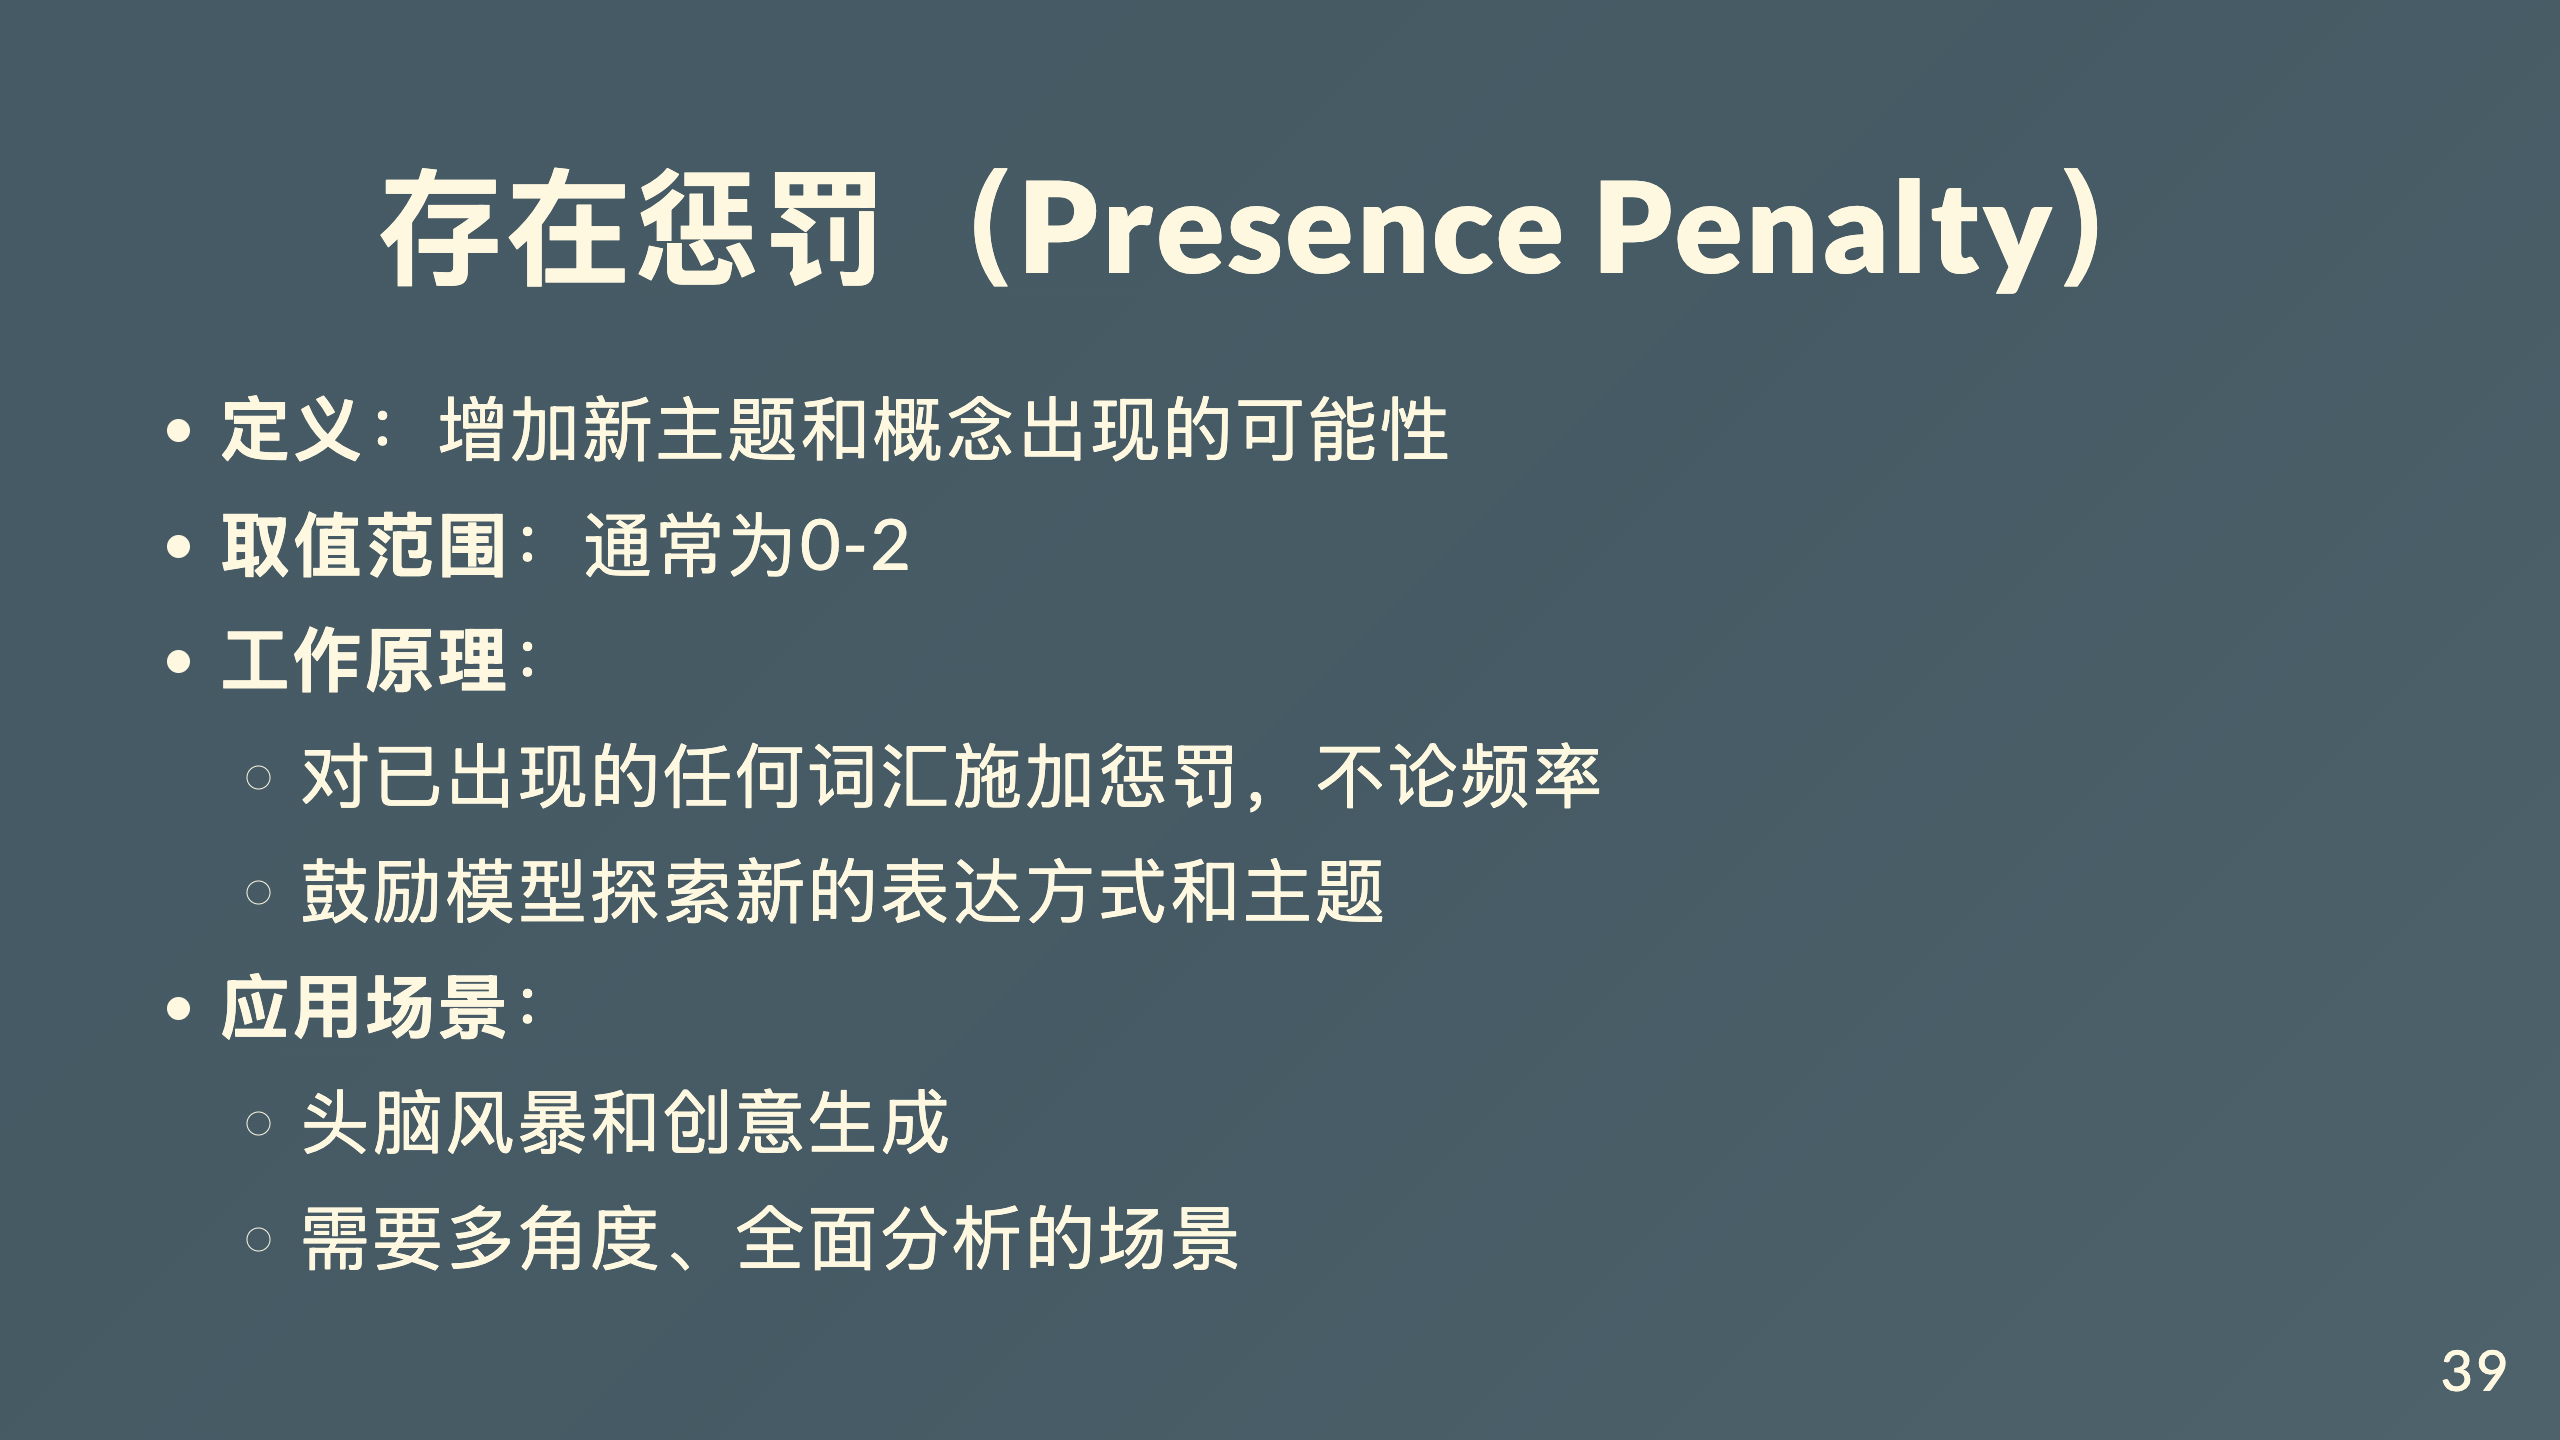 存在惩罚（Presence Penalty）
• 定义：增加新主题和概念出现的可能性
• 取值范围：通常为0-2
• 工作原理：
○ 对已出现的任何词汇施加惩罚，不论频率
○ 鼓励模型探索新的表达方式和主题
• 应用场景：
○ 头脑风暴和创意生成
○ 需要多角度、全面分析的场景
39